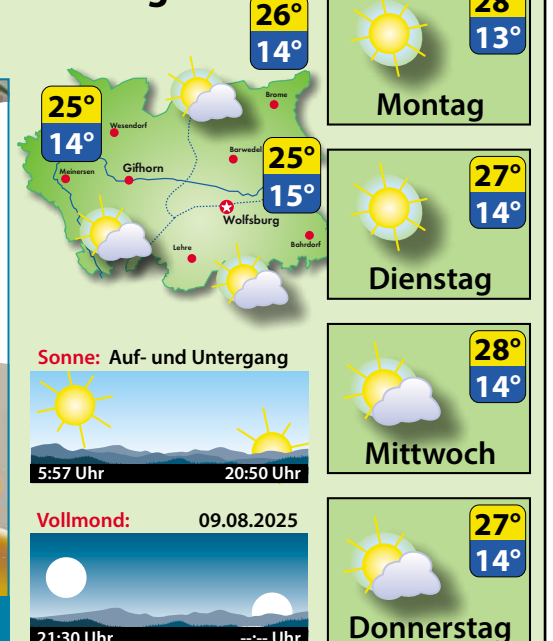 26°
14°
25°
14°
Brome
Wesendorf
Barwedel
25°
15°
Meinersen
Gifhorn
Wolfsburg
Lehre
Bahrdorf
Sonne: Auf- und Untergang
5:57 Uhr 20:50 Uhr
Vollmond: 09.08.2025
21:30 Uhr --:-- Uhr
28°
13°
Montag
27°
14°
Dienstag
28°
14°
Mittwoch
27°
14°
Donnerstag